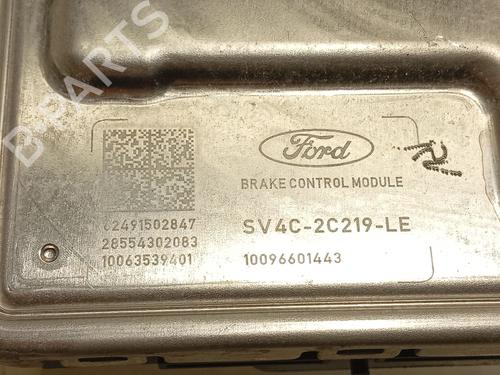 B-PARTS
Ford
BRAKE CONTROL MODULE
62491502847
28554302083
10063539401
SV4C-2C219-LE
10096601443